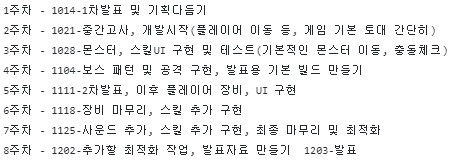 1주차 - 1014-1차발표 및 기획다듬기
2주차 - 1021-중간고사, 개발시작(플레이어 이동 등, 게임 기본 토대 간단히)
3주차 - 1028-몬스터, 스킬UI 구현 및 테스트(기본적인 몬스터 이동, 충동체크)
4주차 - 1104-보스 패턴 및 공격 구현, 발표용 기본 빌드 만들기
5주차 - 1111-2차발표, 이후 플레이어 장비, UI 구현
6주차 - 1118-장비 마무리, 스킬 추가 구현
7주차 - 1125-사운드 추가, 스킬 추가 구현, 최종 마무리 및 최적화
8주차 - 1202-추가할 최적화 작업, 발표자료 만들기  1203-발표